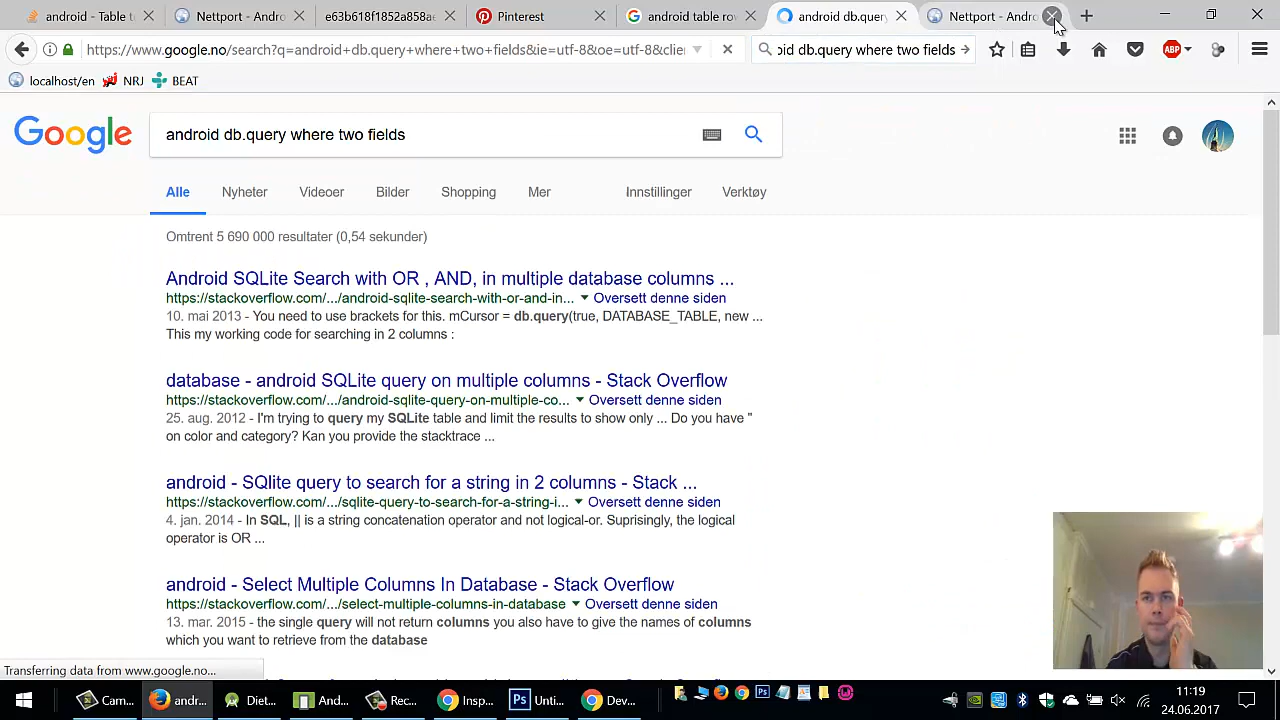 android - Table t
Nettport - Android
e63b618f1852a858ae
Pinterest
android table ro
android db.query
Nettport - Andro
https://www.google.no/search?q=android+db.query+where+two+fields&ie=utf-8&oe=utf-8&clie
oid db.query where two fields
ABP
localhost/en
NRJ
BEAT
Google
android db.query where two fields
Alle
Nyheter
Videoer
Bilder
Shopping
Mer
Innstillinger
Verktøy
Omtrent 5 690 000 resultater (0,54 sekunder)
Android SQLite Search with OR , AND, in multiple database columns ...
https://stackoverflow.com/.../android-sqlite-search-with-or-and-in... Oversett denne siden
10. mai 2013 - You need to use brackets for this. mCursor = db.query(true, DATABASE_TABLE, new ...
This my working code for searching in 2 columns :
database - android SQLite query on multiple columns - Stack Overflow
https://stackoverflow.com/.../android-sqlite-query-on-multiple-co... Oversett denne siden
25. aug. 2012 - I'm trying to query my SQLite table and limit the results to show only ... Do you have "
on color and category? Kan you provide the stacktrace ...
android - SQlite query to search for a string in 2 columns - Stack ...
https://stackoverflow.com/.../sqlite-query-to-search-for-a-string-i... Oversett denne siden
4. jan. 2014 - In SQL, || is a string concatenation operator and not logical-or. Suprisingly, the logical
operator is OR ...
android - Select Multiple Columns In Database - Stack Overflow
https://stackoverflow.com/.../select-multiple-columns-in-database Oversett denne siden
13. mar. 2015 - the single query will not return columns you also have to give the names of columns
which you want to retrieve from the database
Transferring data from www.google.no...
Cam...
andr...
Diet...
And...
Rec...
Insp...
Unti...
Dev...
11:19
24.06.2017